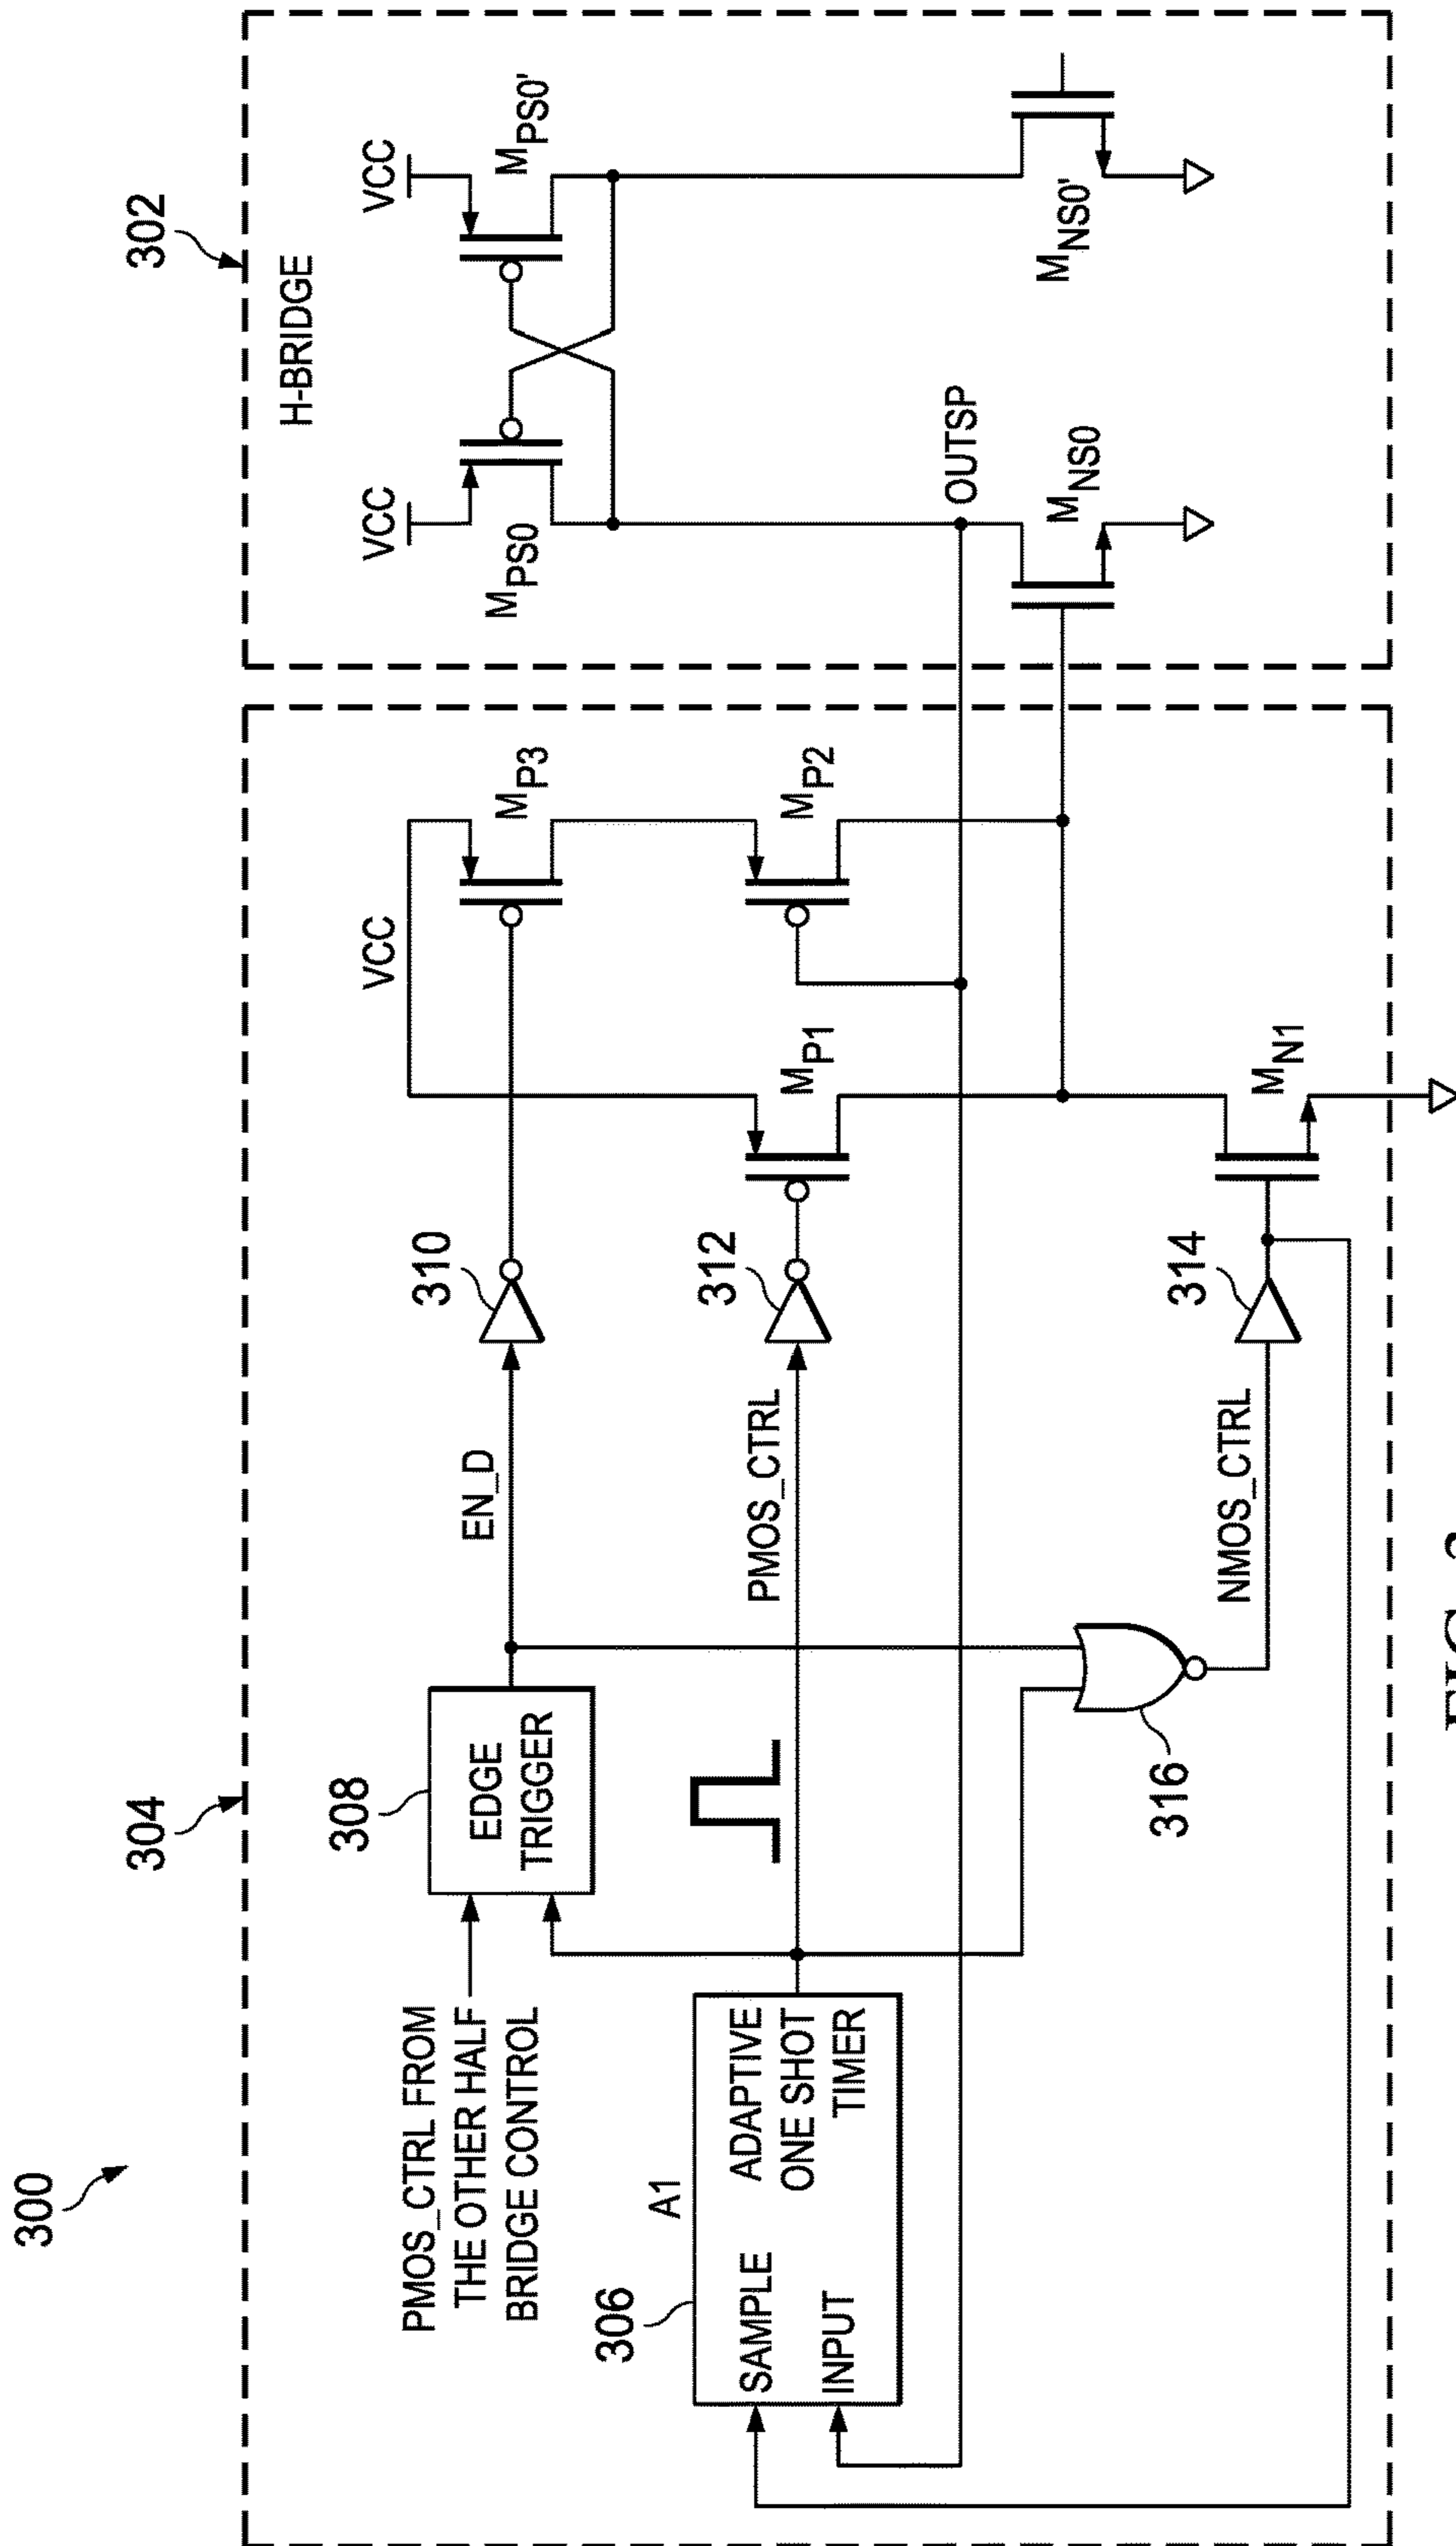 300
304
302
PMOS_CTRL FROM
THE OTHER HALF
BRIDGE CONTROL
308
EDGE
TRIGGER
EN_D
310
VCC
M_P3
H-BRIDGE
VCC
VCC
M_PS0
M_PS0'
306
A1
SAMPLE
INPUT
ADAPTIVE
ONE SHOT
TIMER
PMOS_CTRL
312
M_P1
M_P2
OUTSP
316
NMOS_CTRL
314
M_N1
M_NS0
M_NS0'
FIG.